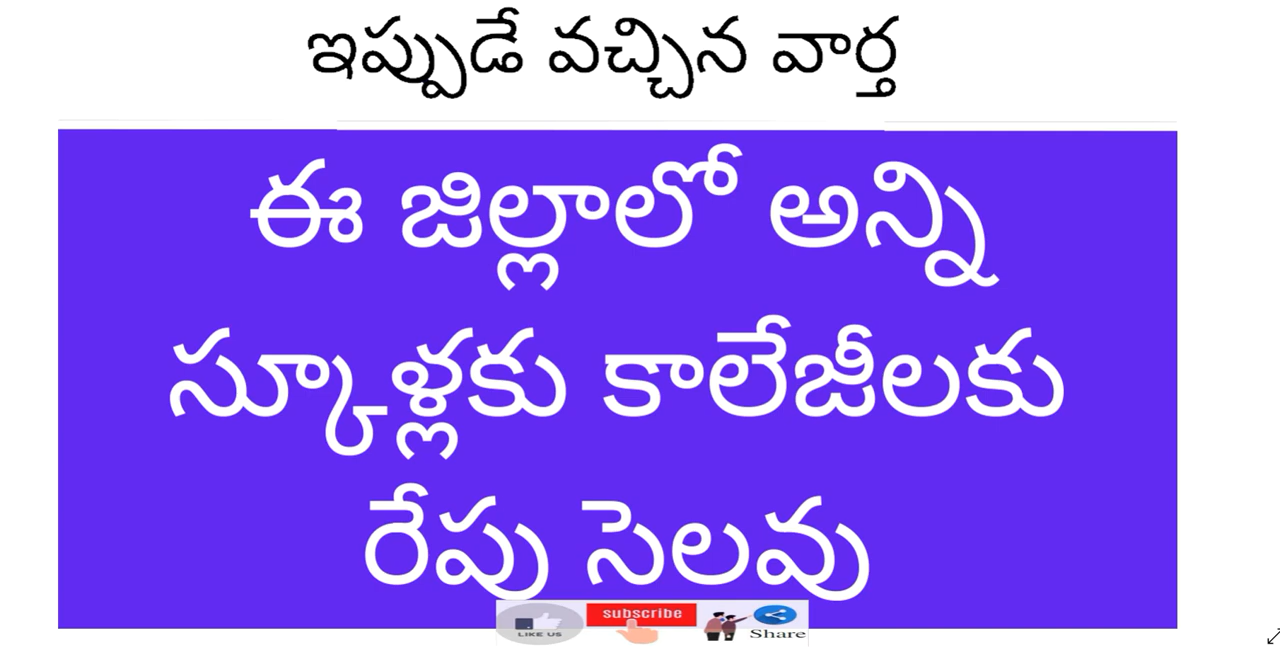 ఇప్పుడే వచ్చిన వార్త
ఈ జిల్లాలో అన్ని
స్కూళ్లకు కాలేజీలకు
రేపు సెలవు
LIKE US
subscribe
Share